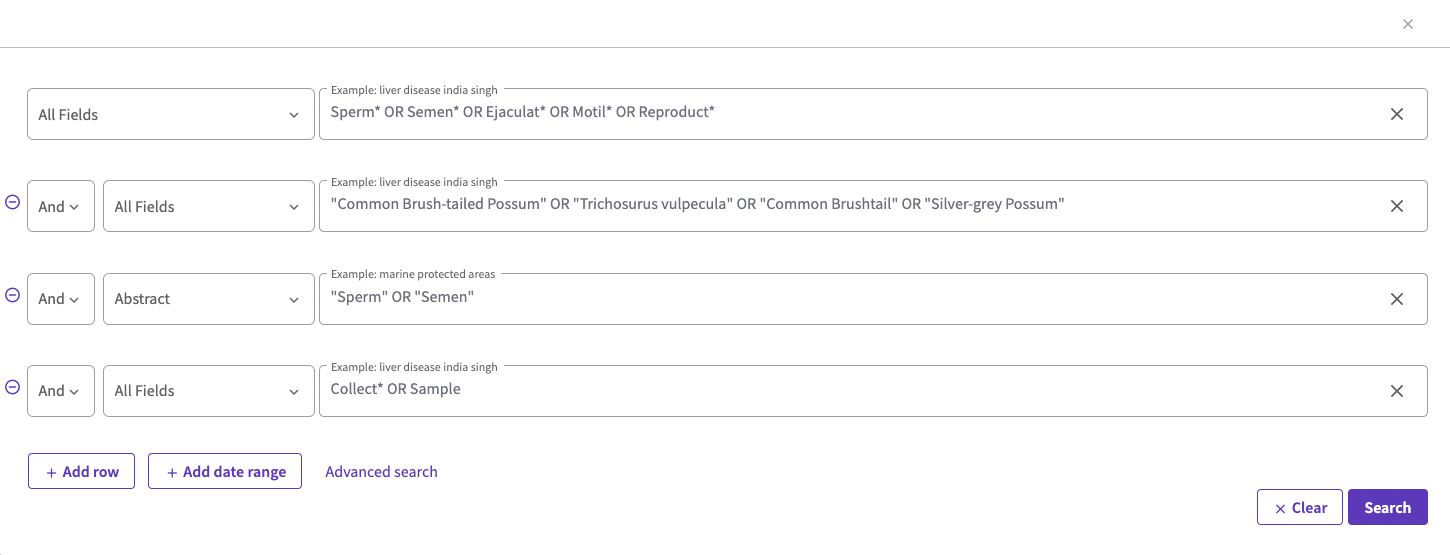 Example: liver disease india singh
All Fields
Sperm* OR Semen* OR Ejaculat* OR Motil* OR Reproduct*
Example: liver disease india singh
And
All Fields
"Common Brush-tailed Possum" OR "Trichosurus vulpecula" OR "Common Brushtail" OR "Silver-grey Possum"
Example: marine protected areas
And
Abstract
"Sperm" OR "Semen"
Example: liver disease india singh
And
All Fields
Collect* OR Sample
+ Add row
+ Add date range
Advanced search
× Clear
Search